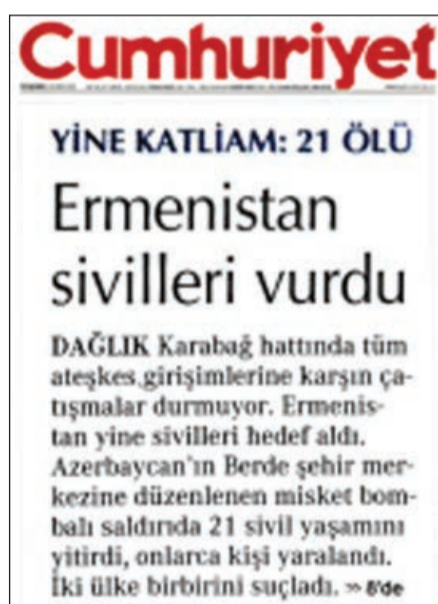 Cumhuriyet
YİNE KATLİAM: 21 ÖLÜ
Ermenistan
sivilleri vurdu
DAĞLIK Karabağ hattında tüm
ateşkes girişimlerine karşın ça-
tışmalar durmuyor. Ermenis-
tan yine sivilleri hedef aldı.
Azerbaycan'ın Berde şehir mer-
kezine düzenlenen misket bom-
balı saldırıda 21 sivil yaşamını
yitirdi, onlarca kişi yaralandı.
İki ülke birbirini suçladı. » 8'de